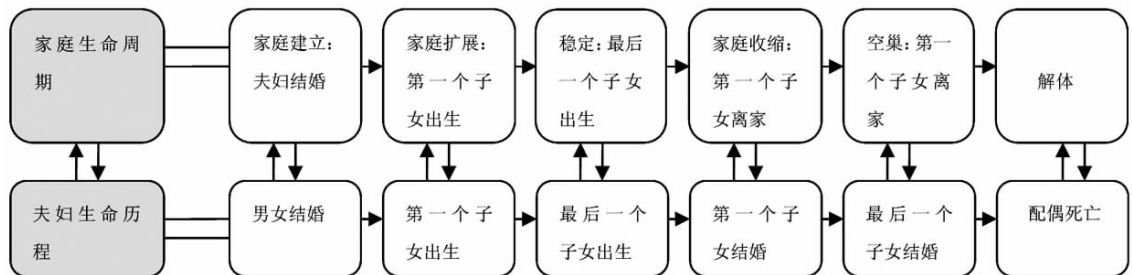 家庭生命周
期
家庭建立：
夫妇结婚
家庭扩展：
第一个子
女出生
稳定：最后
一个子女
出生
家庭收缩：
第一个子
女离家
空巢：第一
个子女离
家
解体
夫妇生命历
程
男女结婚
第一个子
女出生
最后一个
子女出生
第一个子
女结婚
最后一个
子女结婚
配偶死亡